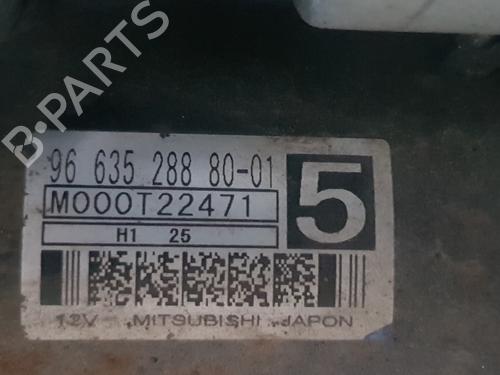 B-PARTS
96 635 288 80-01
M000T22471
5
H1 25
12V MITSUBISHI JAPON